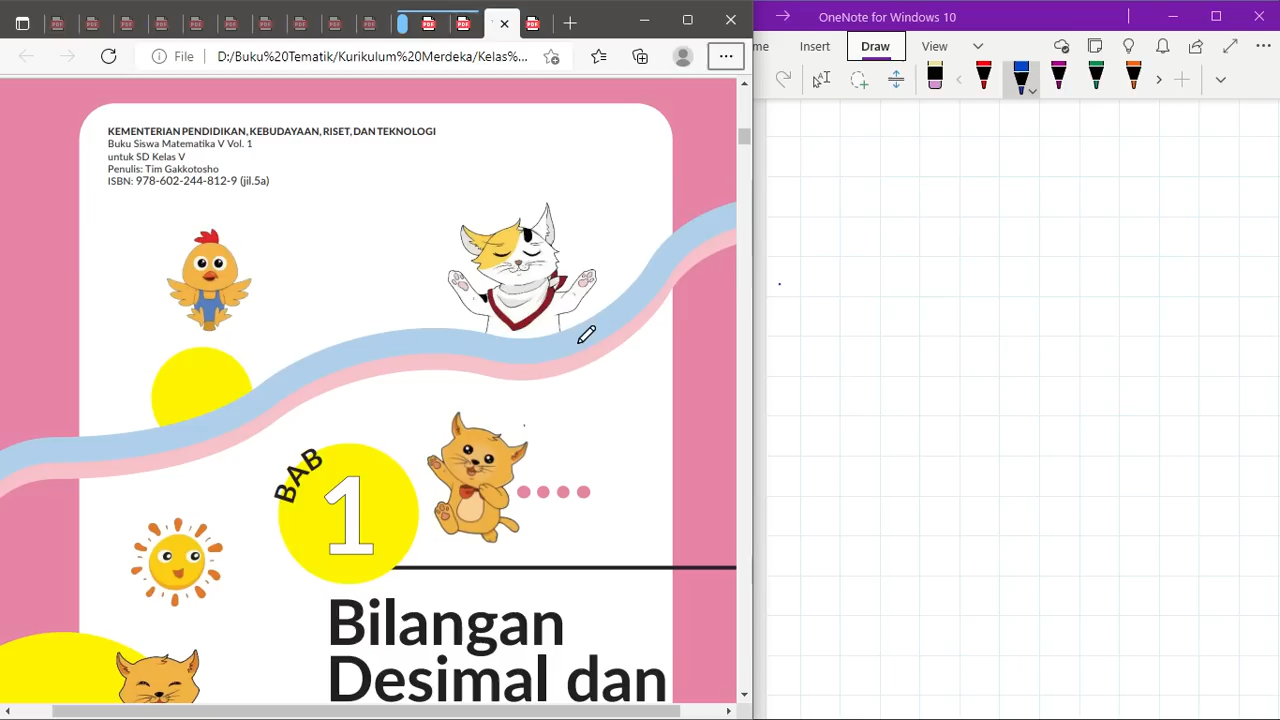 File
D:/Buku%20Tematik/Kurikulum%20Merdeka/Kelas%...
OneNote for Windows 10
me
Insert
Draw
View
KEMENTERIAN PENDIDIKAN, KEBUDAYAAN, RISET, DAN TEKNOLOGI
Buku Siswa Matematika V Vol. 1
untuk SD Kelas V
Penulis: Tim Gakkotosho
ISBN: 978-602-244-812-9 (jil.5a)
BAB
1
Bilangan
Desimal dan